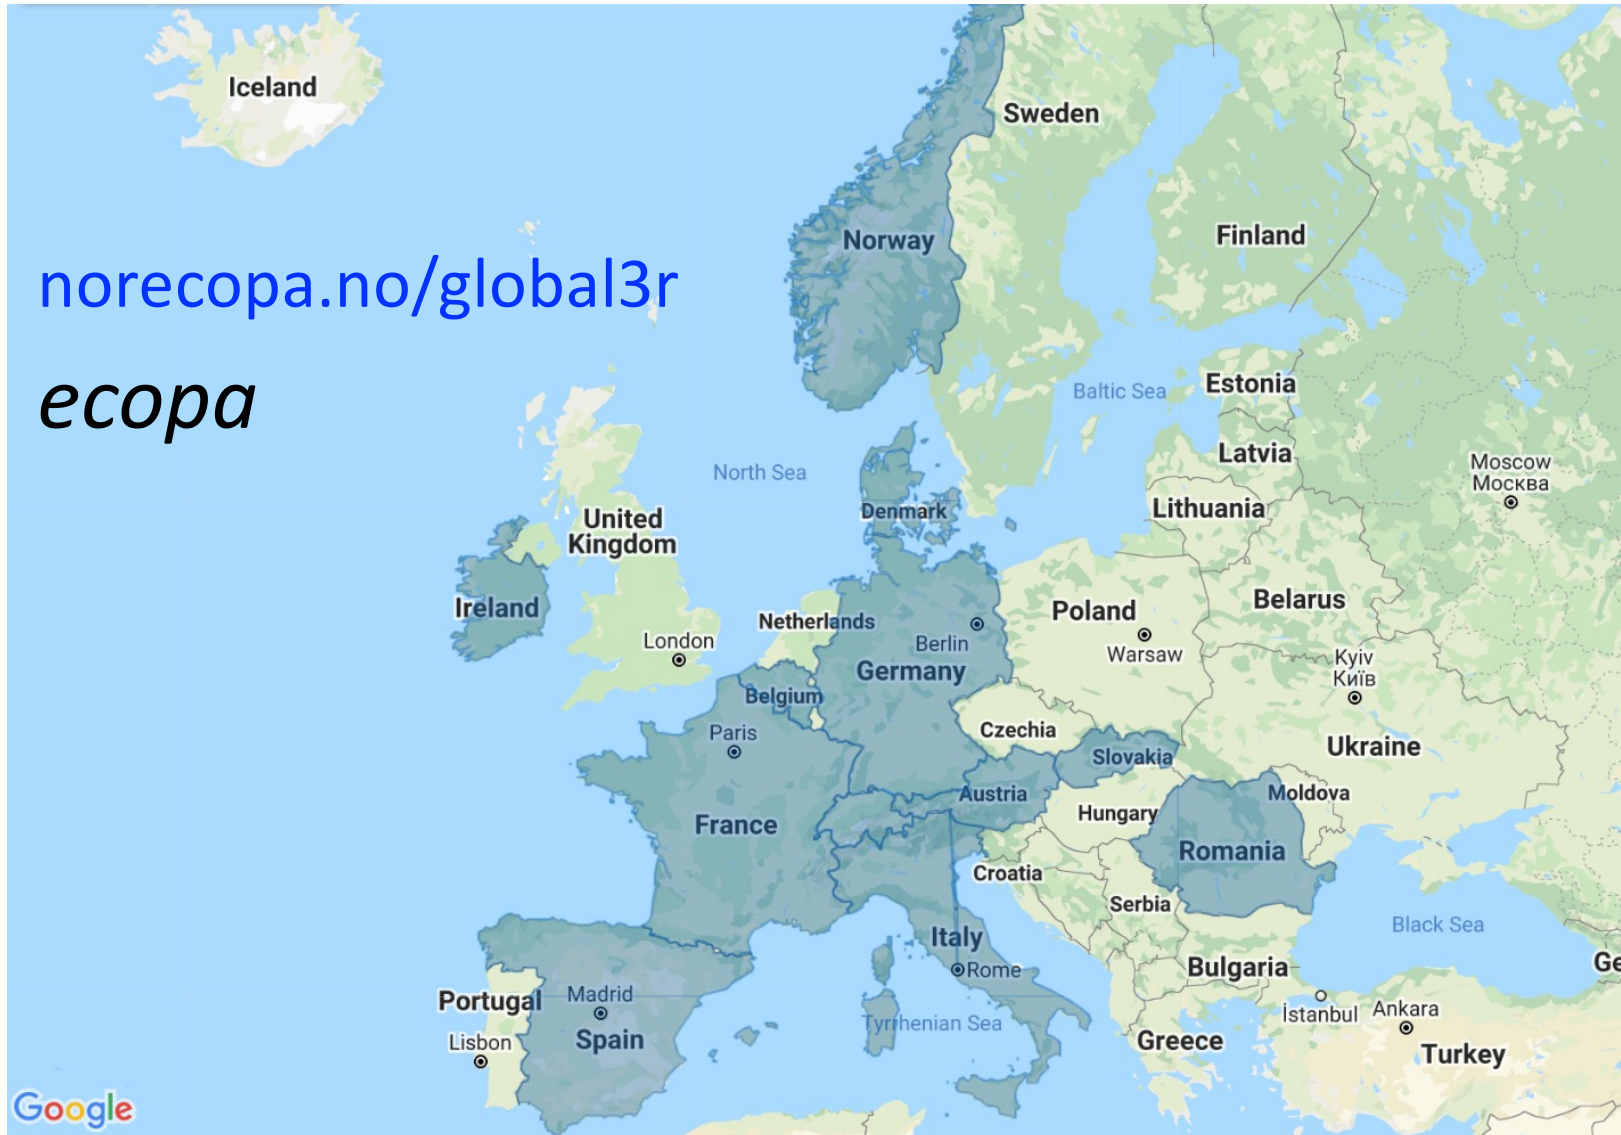 Iceland
Sweden
Norway
Finland
norecopa.no/global3r
ecopa
Estonia
Baltic Sea
Latvia
North Sea
Moscow
Москва
Denmark
Lithuania
United
Kingdom
Ireland
Netherlands
London
Berlin
Germany
Poland
Warsaw
Belarus
Kyiv
Київ
Belgium
Paris
Czechia
Slovakia
Ukraine
Austria
Moldova
Hungary
France
Romania
Croatia
Serbia
Black Sea
Italy
Rome
Bulgaria
Ge
Portugal
Madrid
İstanbul
Ankara
Tyrrhenian Sea
Spain
Lisbon
Greece
Turkey
Google